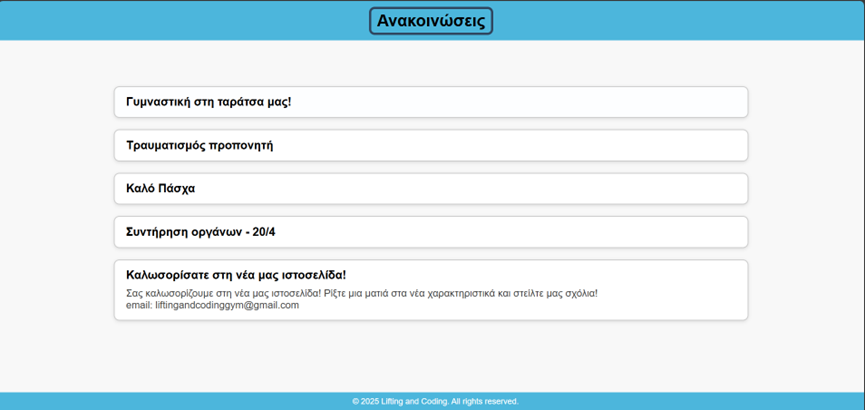 Ανακοινώσεις
Γυμναστική στη ταράτσα μας!
Τραυματισμός προπονητή
Καλό Πάσχα
Συντήρηση οργάνων - 20/4
Καλωσορίσατε στη νέα μας ιστοσελίδα!
Σας καλωσορίζουμε στη νέα μας ιστοσελίδα! Ρίξτε μια ματιά στα νέα χαρακτηριστικά και στείλτε μας σχόλια!
email: liftingandcodinggym@gmail.com
© 2025 Lifting and Coding. All rights reserved.